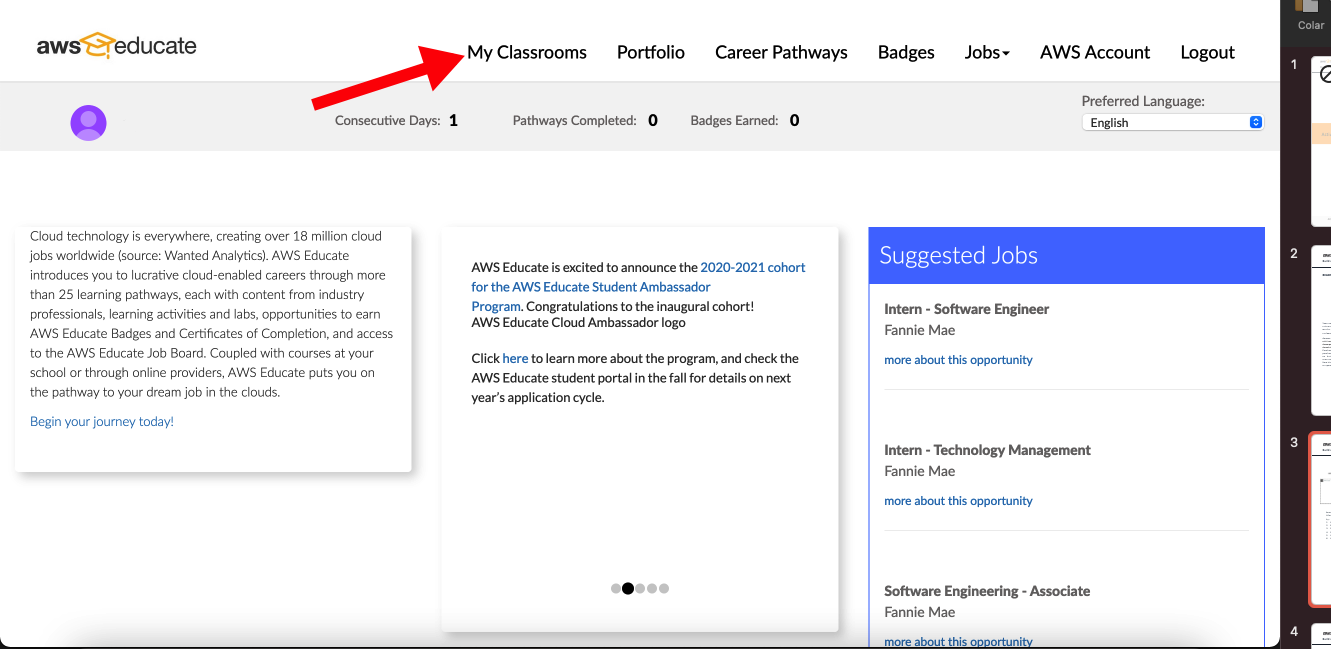 Colar
aws educate
My Classrooms Portfolio Career Pathways Badges Jobs AWS Account Logout
Preferred Language:
Consecutive Days: 1 Pathways Completed: 0 Badges Earned: 0
English
Cloud technology is everywhere, creating over 18 million cloud
jobs worldwide (source: Wanted Analytics). AWS Educate
introduces you to lucrative cloud-enabled careers through more
than 25 learning pathways, each with content from industry
professionals, learning activities and labs, opportunities to earn
AWS Educate Badges and Certificates of Completion, and access
to the AWS Educate Job Board. Coupled with courses at your
school or through online providers, AWS Educate puts you on
the pathway to your dream job in the clouds.
Begin your journey today!
AWS Educate is excited to announce the 2020-2021 cohort
for the AWS Educate Student Ambassador
Program. Congratulations to the inaugural cohort!
AWS Educate Cloud Ambassador logo
Click here to learn more about the program, and check the
AWS Educate student portal in the fall for details on next
year's application cycle.
Suggested Jobs
Intern - Software Engineer
Fannie Mae
more about this opportunity
Intern - Technology Management
Fannie Mae
more about this opportunity
Software Engineering - Associate
Fannie Mae
more about this opportunity
1
2
3
4